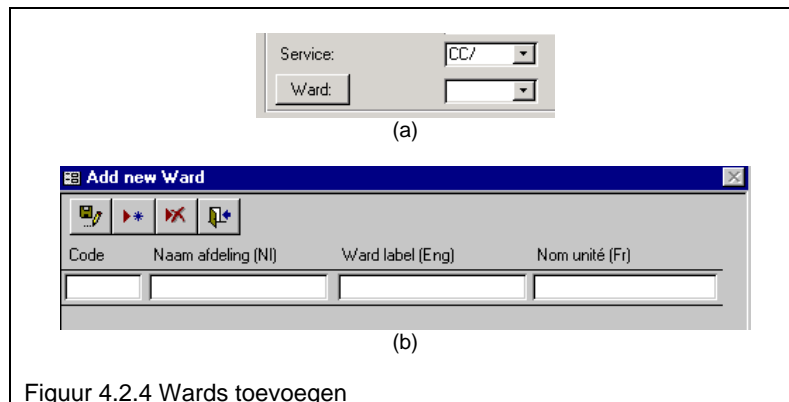 Service: CC/
Ward:
(a)
Add new Ward
Code Naam afdeling (Nl) Ward label (Eng) Nom unité (Fr)
(b)
Figuur 4.2.4 Wards toevoegen